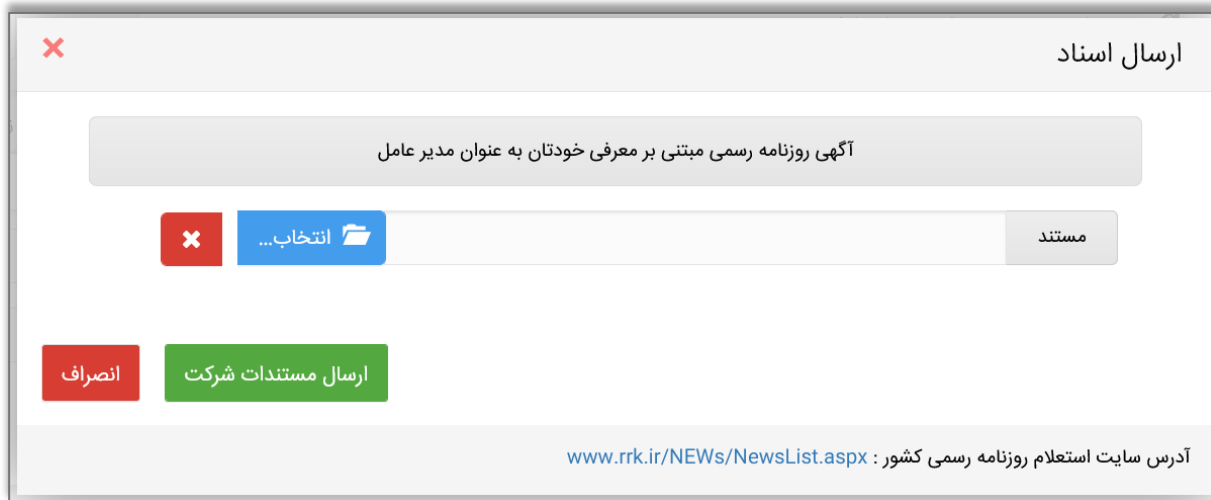 ارسال اسناد
آگهی روزنامه رسمی مبتنی بر معرفی خودتان به عنوان مدیر عامل
مستند
انتخاب...
ارسال مستندات شرکت
انصراف
آدرس سایت استعلام روزنامه رسمی کشور : www.rrk.ir/NEWs/NewsList.aspx